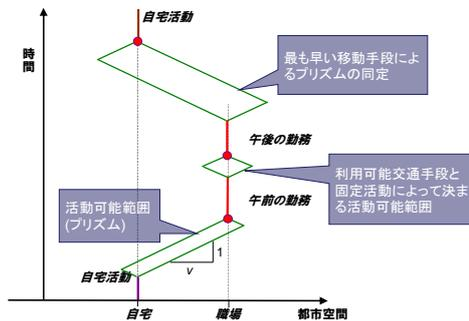 自宅活動
時間
最も早い移動手段に
よるプリズムの同定
午後の勤務
利用可能交通手段と
固定活動によって決ま
る活動可能範囲
午前の勤務
活動可能範囲
(プリズム)
1
v
自宅活動
自宅
職場
都市空間